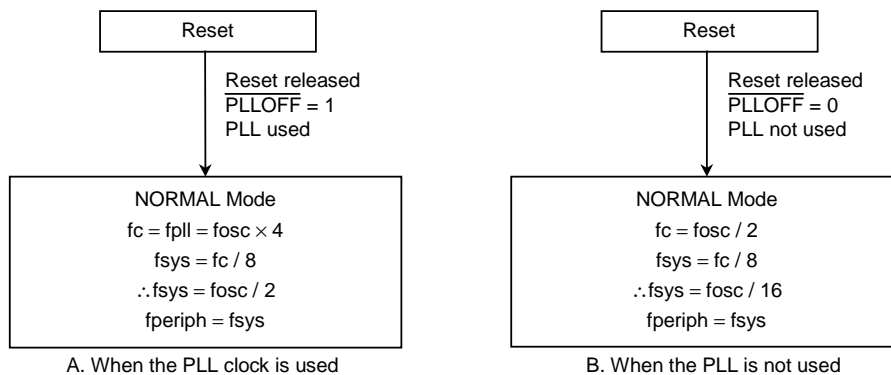 Reset
Reset released
PLLOFF = 1
PLL used
NORMAL Mode
fc = fpll = fosc × 4
fsys = fc / 8
∴fsys = fosc / 2
fperiph = fsys
A. When the PLL clock is used
Reset
Reset released
PLLOFF = 0
PLL not used
NORMAL Mode
fc = fosc / 2
fsys = fc / 8
∴fsys = fosc / 16
fperiph = fsys
B. When the PLL is not used